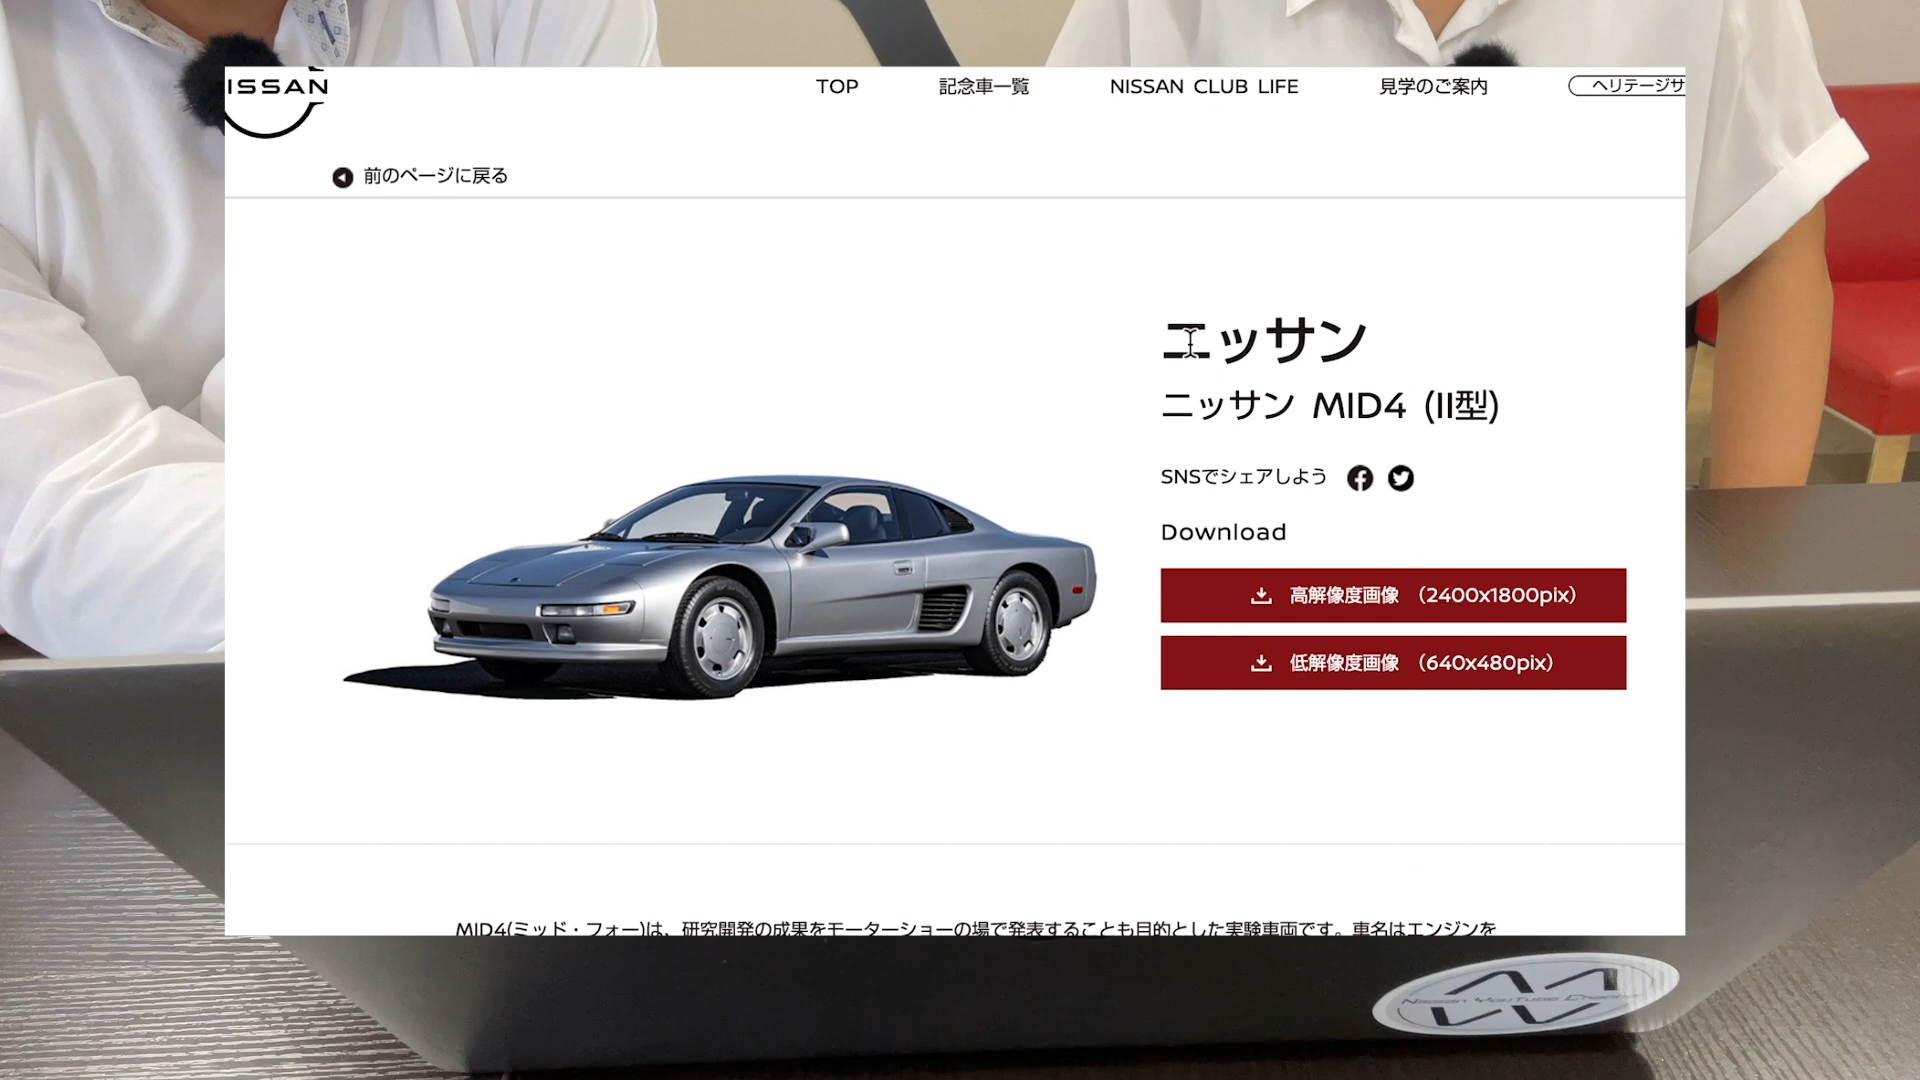 NISSAN
TOP 記念車一覧 NISSAN CLUB LIFE 見学のご案内 ヘリテージサ
前のページに戻る
ニッサン
ニッサン MID4 (II型)
SNSでシェアしよう
Download
高解像度画像 （2400x1800pix）
低解像度画像 （640x480pix）
MID4(ミッド・フォー)は、研究開発の成果をモーターショーの場で発表することも目的とした実験車両です。車名はエンジンを
Nissan YouTube